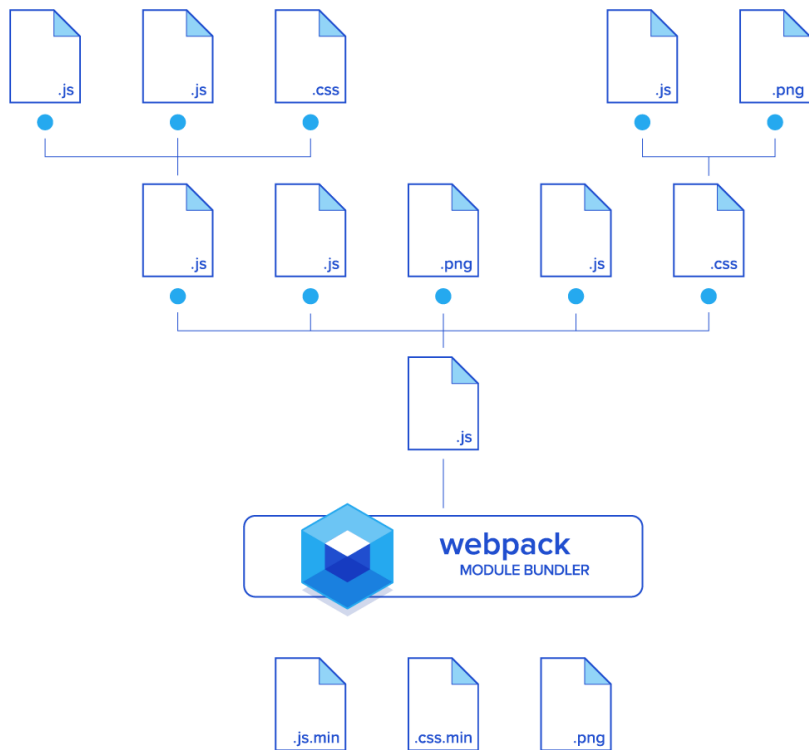 .js
.js
.css
.js
.png
.js
.js
.png
.js
.css
.js
webpack
MODULE BUNDLER
.js.min
.css.min
.png